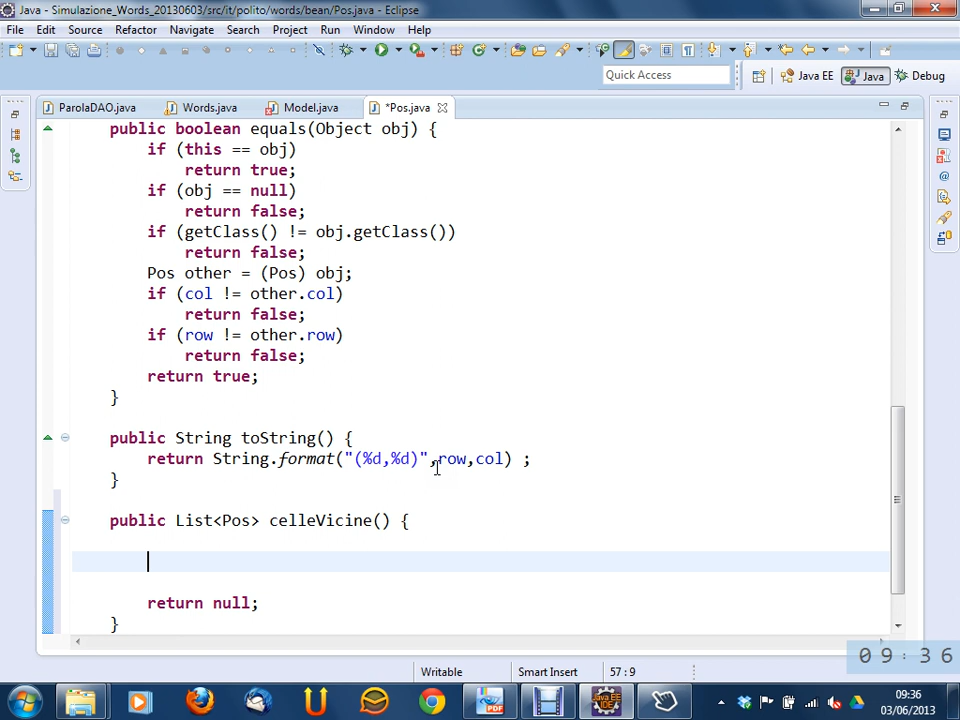 Java - Simulazione_Words_20130603/src/it/polito/words/bean/Pos.java - Eclipse
File Edit Source Refactor Navigate Search Project Run Window Help
Quick Access Java EE Java Debug
ParolaDAO.java Words.java Model.java *Pos.java
public boolean equals(Object obj) {
if (this == obj)
return true;
if (obj == null)
return false;
if (getClass() != obj.getClass())
return false;
Pos other = (Pos) obj;
if (col != other.col)
return false;
if (row != other.row)
return false;
return true;
}
public String toString() {
return String.format("(%d,%d)",row,col) ;
}
public List<Pos> celleVicine() {
return null;
}
09:36
Writable Smart Insert 57 : 9
PDF Java EE IDE 09:36
03/06/2013